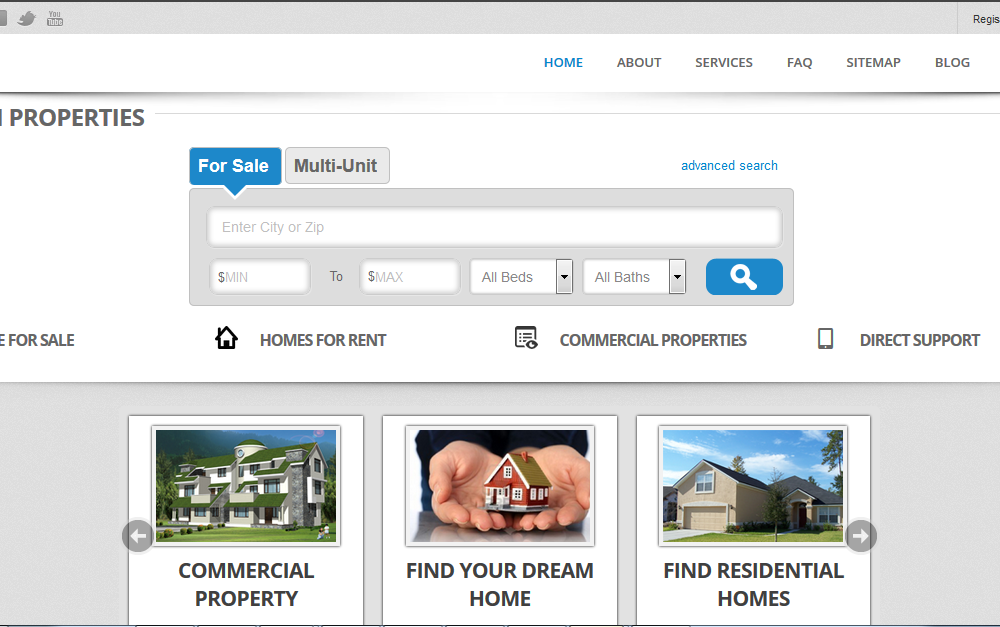 You
Tube
Regis
HOME ABOUT SERVICES FAQ SITEMAP BLOG
PROPERTIES
For Sale Multi-Unit advanced search
Enter City or Zip
$MIN To $MAX All Beds All Baths
E FOR SALE HOMES FOR RENT COMMERCIAL PROPERTIES DIRECT SUPPORT
COMMERCIAL
PROPERTY
FIND YOUR DREAM
HOME
FIND RESIDENTIAL
HOMES